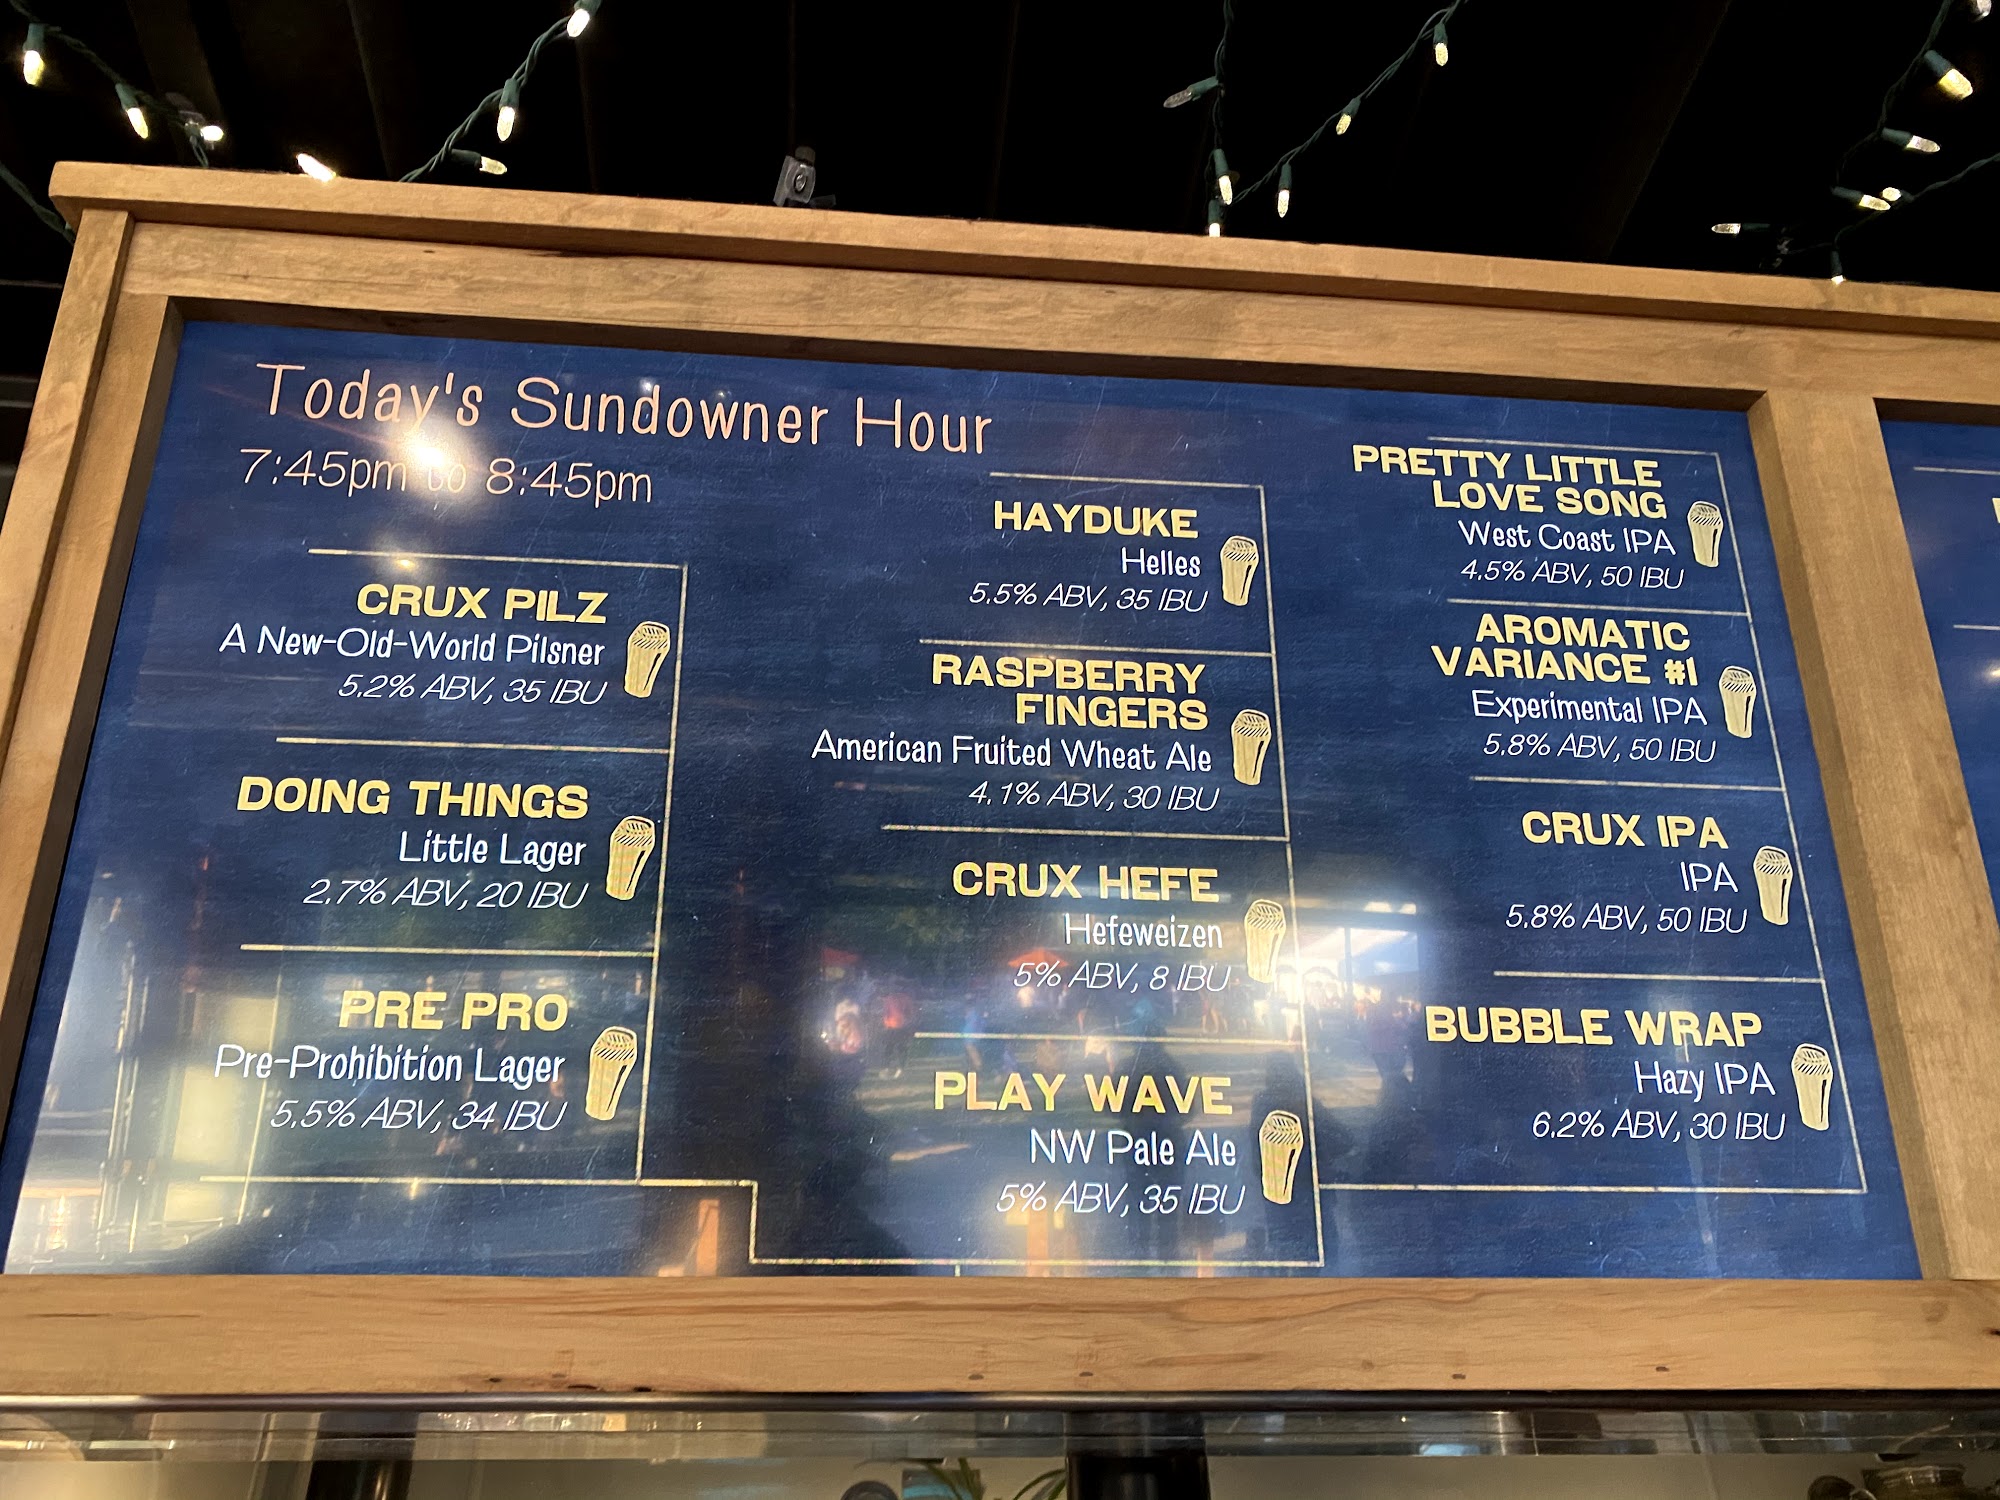 Today's Sundowner Hour
7:45pm to 8:45pm
CRUX PILZ
A New-Old-World Pilsner
5.2% ABV, 35 IBU
DOING THINGS
Little Lager
2.7% ABV, 20 IBU
PRE PRO
Pre-Prohibition Lager
5.5% ABV, 34 IBU
HAYDUKE
Helles
5.5% ABV, 35 IBU
RASPBERRY
FINGERS
American Fruited Wheat Ale
4.1% ABV, 30 IBU
CRUX HEFE
Hefeweizen
5% ABV, 8 IBU
PLAY WAVE
NW Pale Ale
5% ABV, 35 IBU
PRETTY LITTLE
LOVE SONG
West Coast IPA
4.5% ABV, 50 IBU
AROMATIC
VARIANCE #1
Experimental IPA
5.8% ABV, 50 IBU
CRUX IPA
IPA
5.8% ABV, 50 IBU
BUBBLE WRAP
Hazy IPA
6.2% ABV, 30 IBU